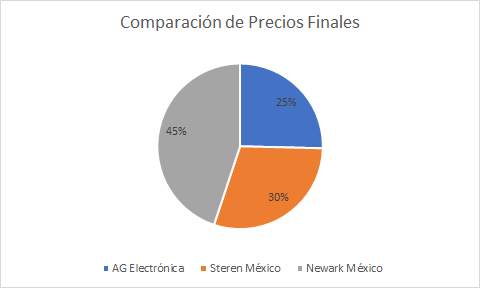 Comparación de Precios Finales
25%
45%
30%
AG Electrónica Steren México Newark México